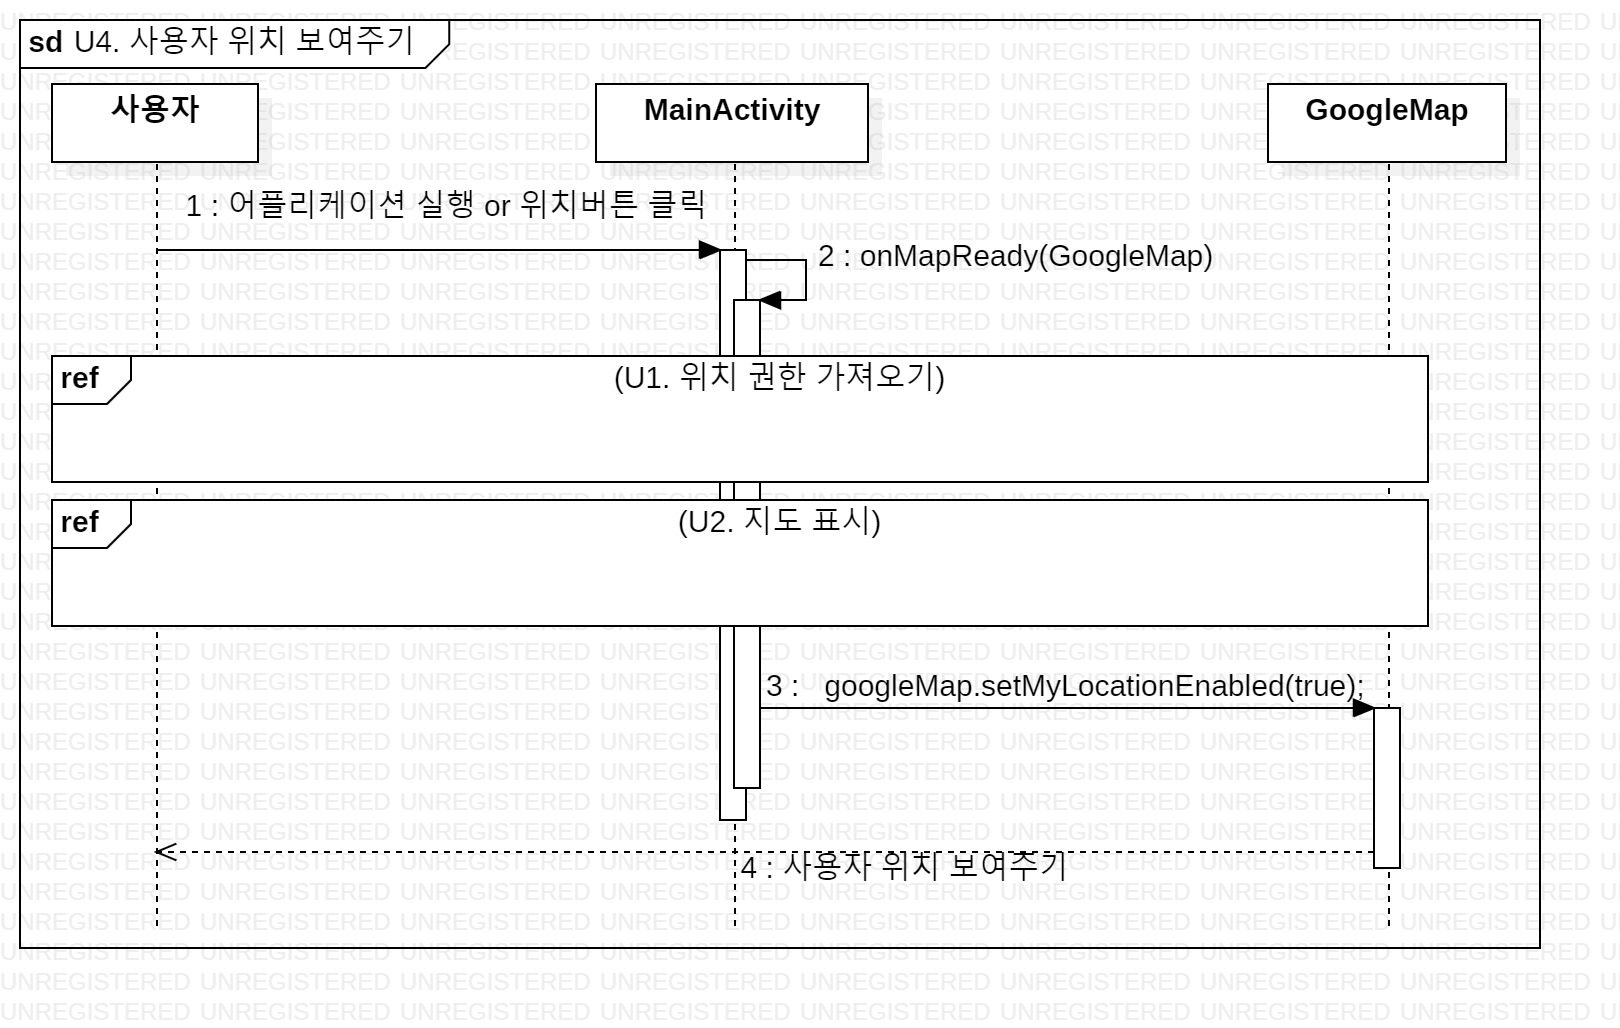 sd U4. 사용자 위치 보여주기
사용자
MainActivity
GoogleMap
1 : 어플리케이션 실행 or 위치버튼 클릭
2 : onMapReady(GoogleMap)
ref
(U1. 위치 권한 가져오기)
ref
(U2. 지도 표시)
3 : googleMap.setMyLocationEnabled(true);
4 : 사용자 위치 보여주기